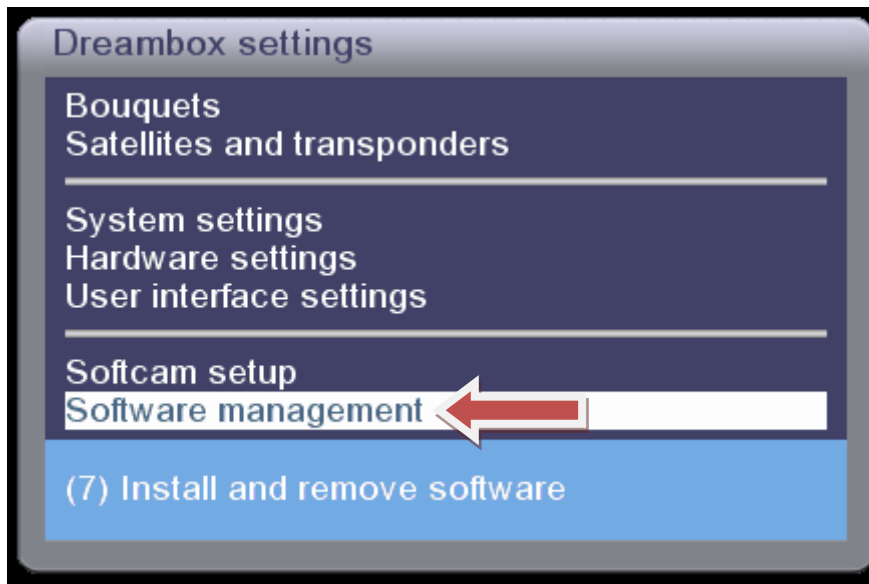 Dreambox settings
Bouquets
Satellites and transponders
System settings
Hardware settings
User interface settings
Softcam setup
Software management
(7) Install and remove software